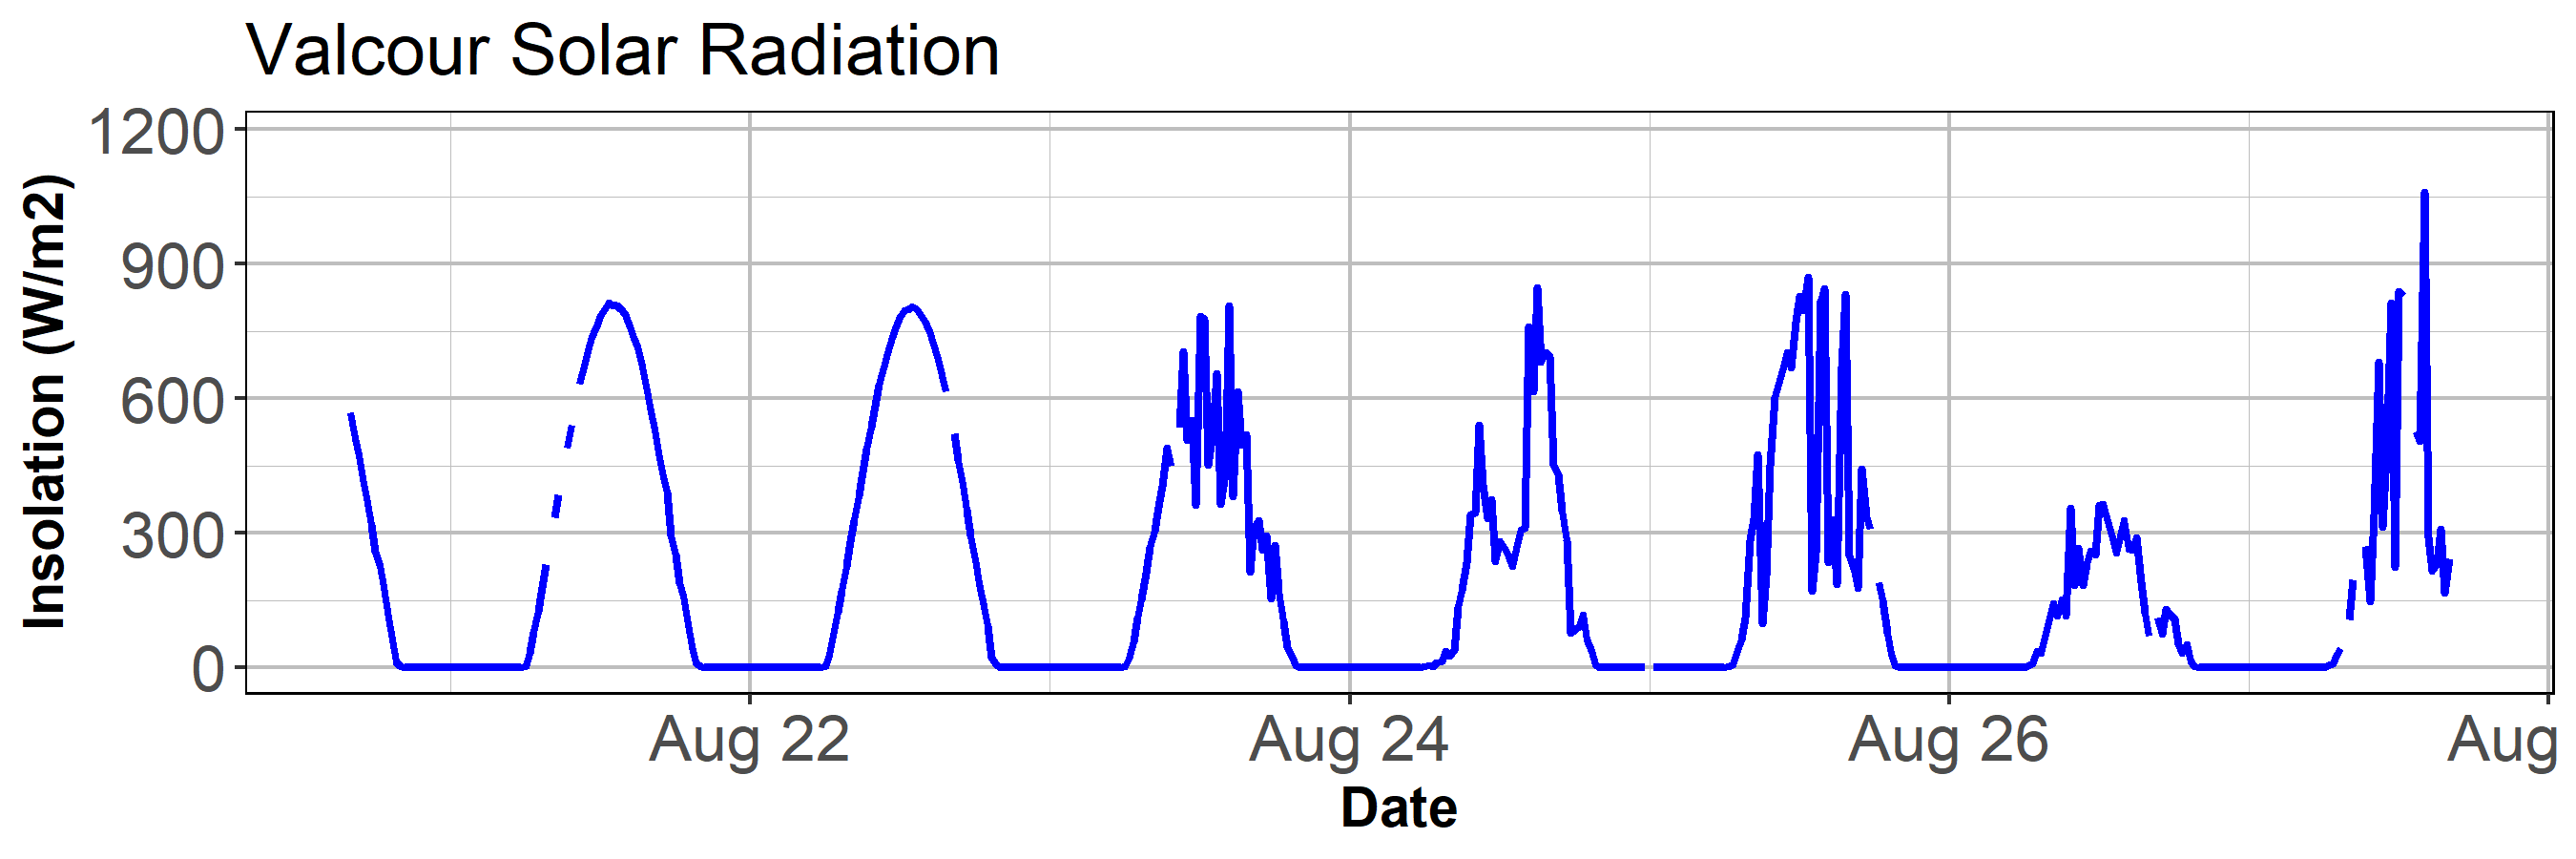 Valcour Solar Radiation
Insolation (W/m2)
1200
900
600
300
0
Aug 22
Aug 24
Aug 26
Aug
Date